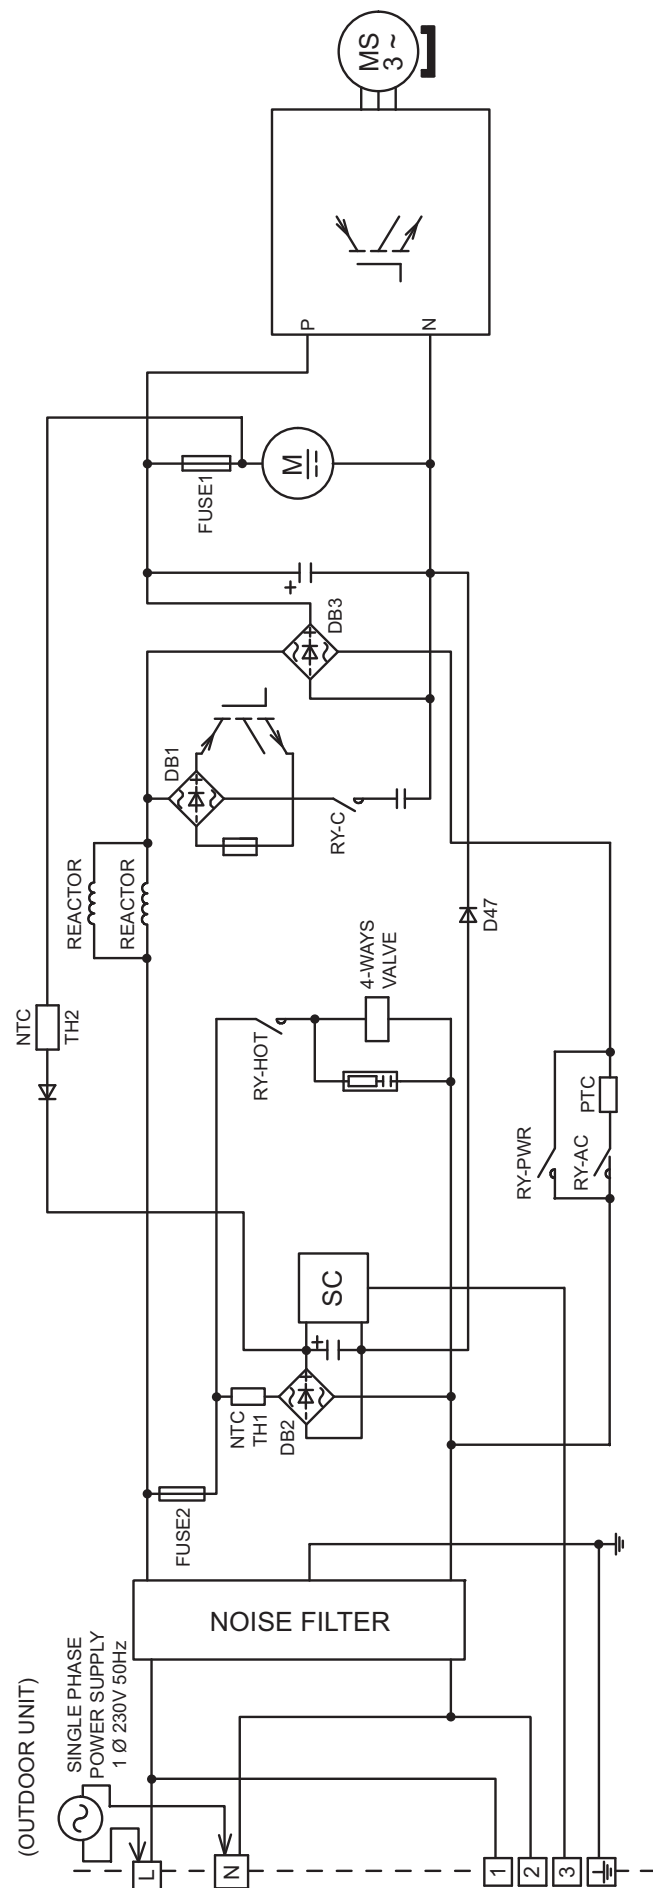 (OUTDOOR UNIT)
SINGLE PHASE
POWER SUPPLY
1 Ø 230V 50Hz
L
N
1
2
3
NOISE FILTER
FUSE2
NTC
TH1
DB2
+
SC
NTC
TH2
RY-HOT
4-WAYS
VALVE
RY-PWR
RY-AC
PTC
REACTOR
REACTOR
D47
DB1
RY-C
DB3
+
FUSE1
M
P
N
MS
3 ~